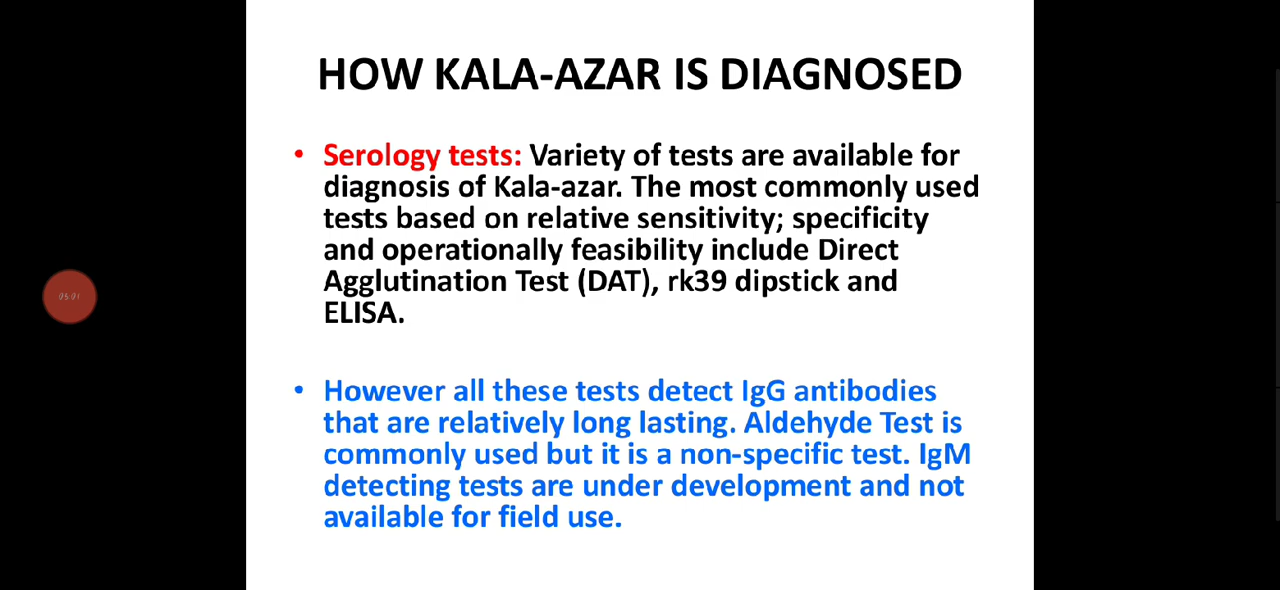 HOW KALA-AZAR IS DIAGNOSED
• Serology tests: Variety of tests are available for
diagnosis of Kala-azar. The most commonly used
tests based on relative sensitivity; specificity
and operationally feasibility include Direct
Agglutination Test (DAT), rk39 dipstick and
ELISA.
• However all these tests detect IgG antibodies
that are relatively long lasting. Aldehyde Test is
commonly used but it is a non-specific test. IgM
detecting tests are under development and not
available for field use.